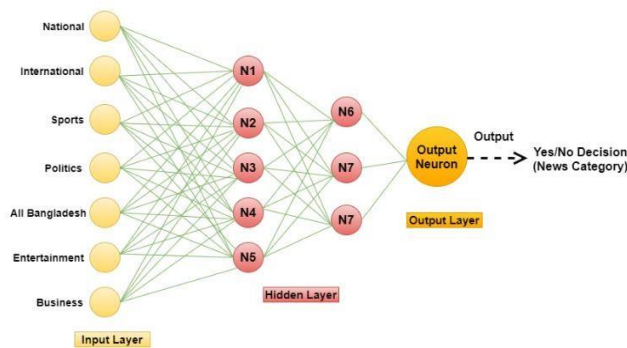 National
International
Sports
Politics
All Bangladesh
Entertainment
Business
Input Layer
N1
N2
N3
N4
N5
Hidden Layer
N6
N7
N7
Output
Neuron
Output Layer
Output
Yes/No Decision
(News Category)